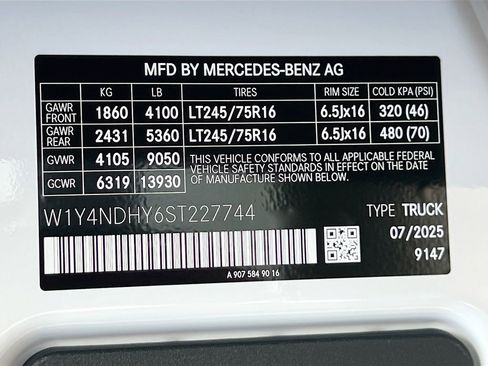 MFD BY MERCEDES-BENZ AG
KG LB TIRES RIM SIZE COLD KPA (PSI)
GAWR FRONT 1860 4100 LT245/75R16 6.5Jx16 320 (46)
GAWR REAR 2431 5360 LT245/75R16 6.5Jx16 480 (70)
GVWR 4105 9050 THIS VEHICLE CONFORMS TO ALL APPLICABLE FEDERAL MOTOR
VEHICLE SAFETY STANDARDS IN EFFECT ON THE DATE
GCWR 6319 13930 OF MANUFACTURE SHOWN ABOVE.
W1Y4NDHY6ST227744 TYPE TRUCK
07/2025
9147
A 907 584 90 16